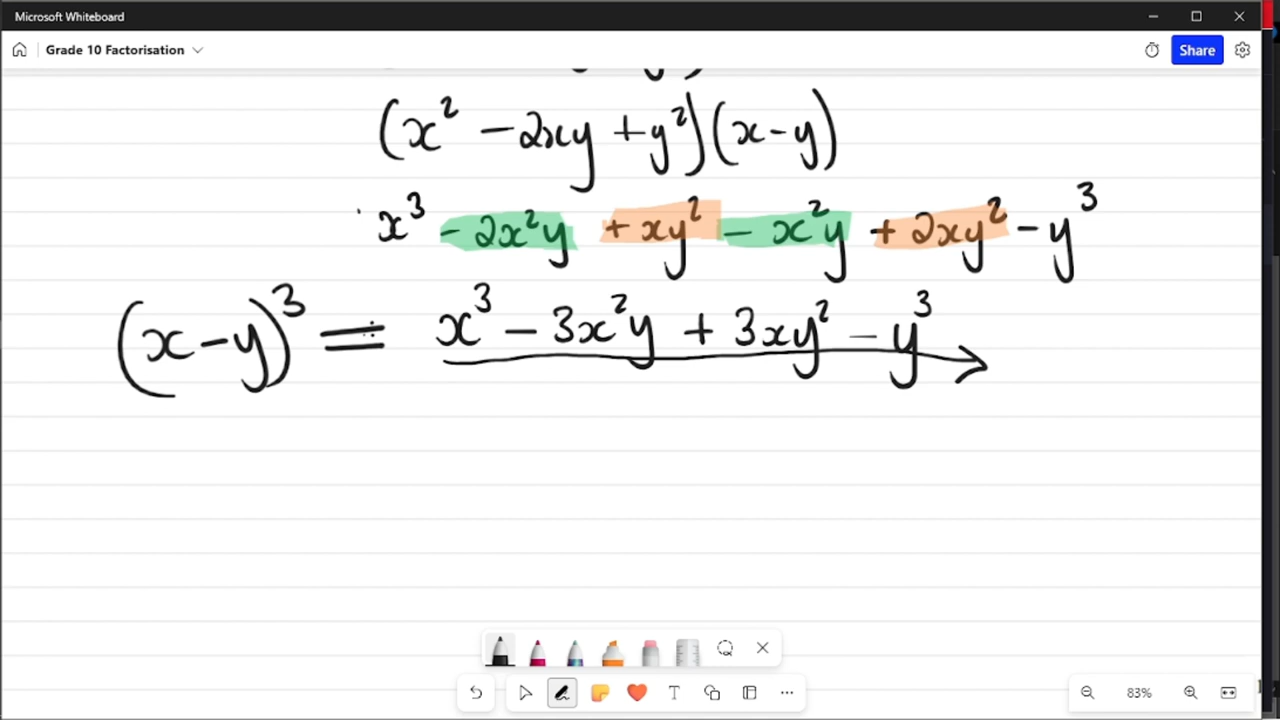 Microsoft Whiteboard
Grade 10 Factorisation
Share
(x² - 2xy + y²)(x - y)
x³ - 2x²y + xy² - x²y + 2xy² - y³
(x - y)³ = x³ - 3x²y + 3xy² - y³
83%